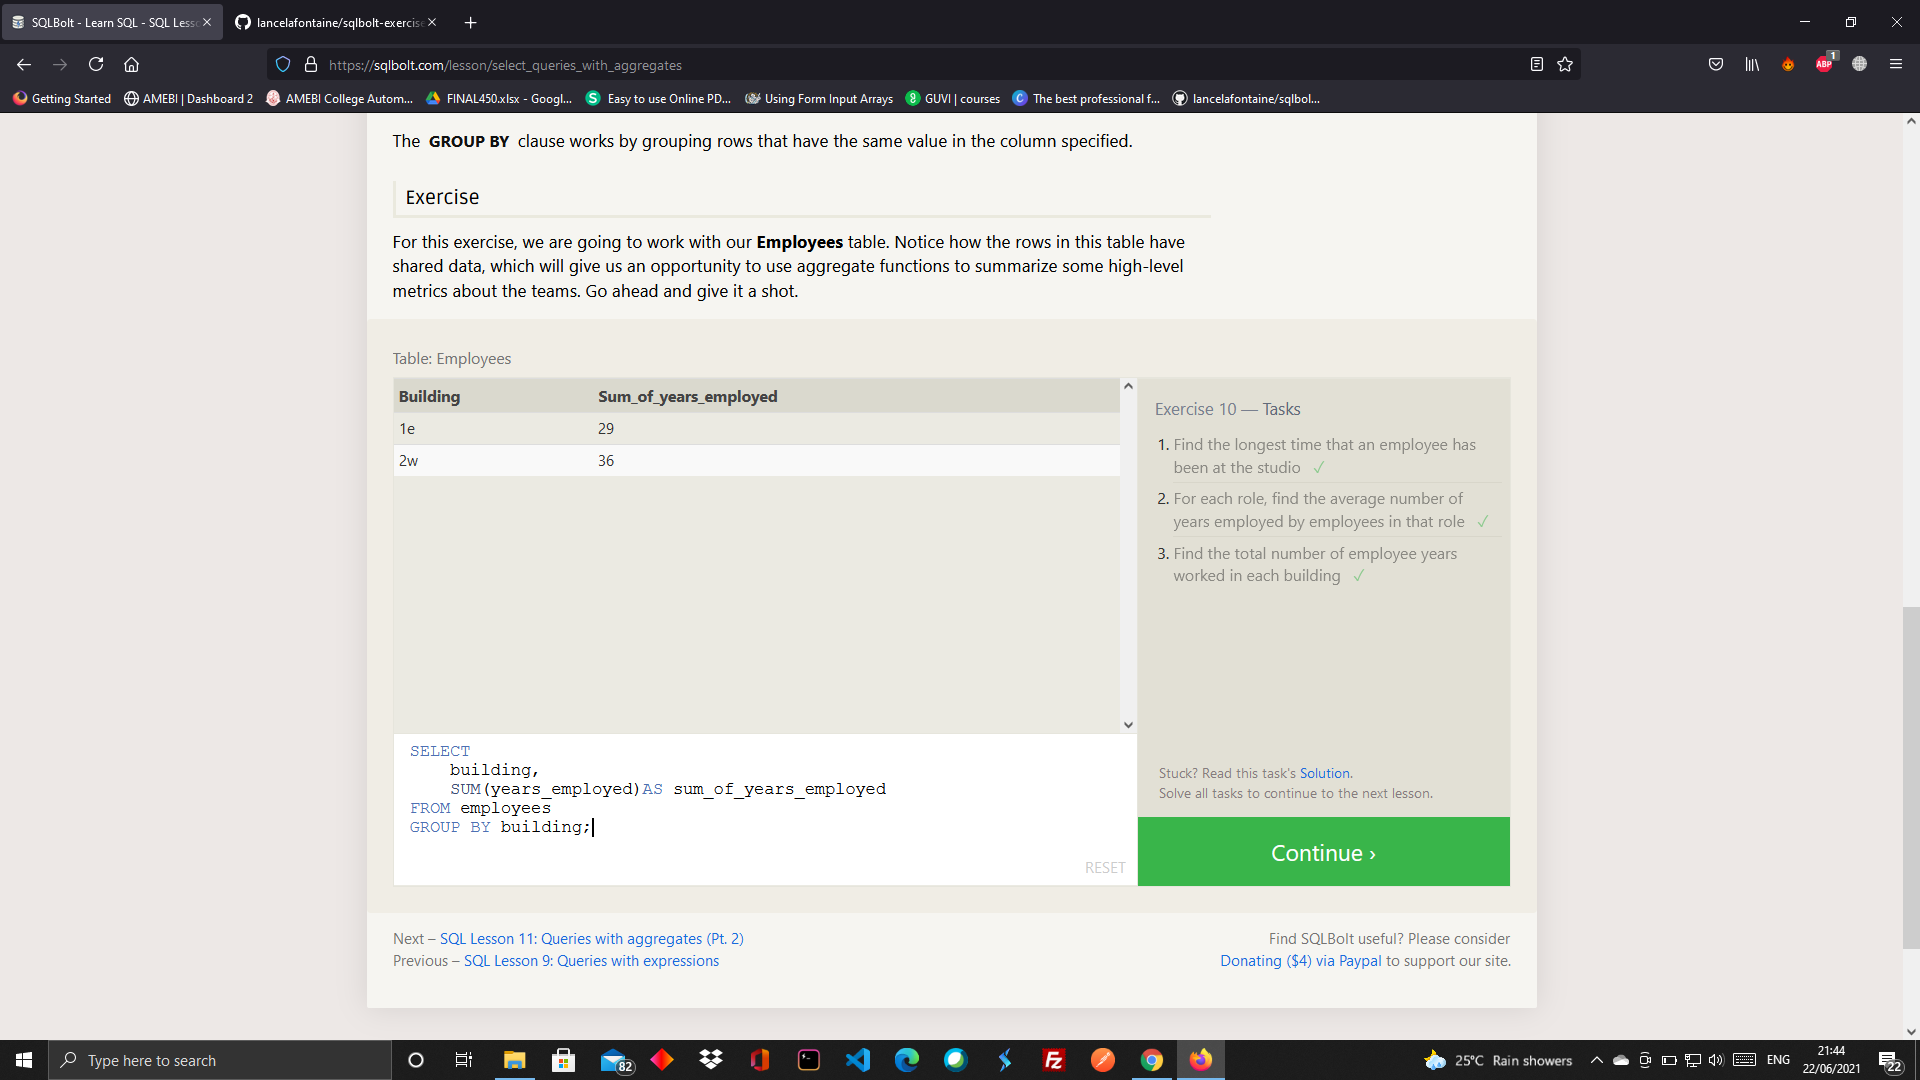 SQLBolt - Learn SQL - SQL Less
lancelafontaine/sqlbolt-exercise
https://sqlbolt.com/lesson/select_queries_with_aggregates
ABP
1
Getting Started
AMEBI | Dashboard 2
AMEBI College Autom...
FINAL450.xlsx - Googl...
Easy to use Online PD...
Using Form Input Arrays
GUVI | courses
The best professional f...
lancelafontaine/sqlbol...
The GROUP BY clause works by grouping rows that have the same value in the column specified.
Exercise
For this exercise, we are going to work with our Employees table. Notice how the rows in this table have
shared data, which will give us an opportunity to use aggregate functions to summarize some high-level
metrics about the teams. Go ahead and give it a shot.
Table: Employees
Building Sum_of_years_employed
1e 29
2w 36
Exercise 10 — Tasks
1. Find the longest time that an employee has
been at the studio ✓
2. For each role, find the average number of
years employed by employees in that role ✓
3. Find the total number of employee years
worked in each building ✓
SELECT
building,
SUM(years_employed)AS sum_of_years_employed
FROM employees
GROUP BY building;
RESET
Stuck? Read this task's Solution.
Solve all tasks to continue to the next lesson.
Continue ›
Next – SQL Lesson 11: Queries with aggregates (Pt. 2)
Previous – SQL Lesson 9: Queries with expressions
Find SQLBolt useful? Please consider
Donating ($4) via Paypal to support our site.
Type here to search
82
25°C Rain showers
ENG
21:44
22/06/2021
22